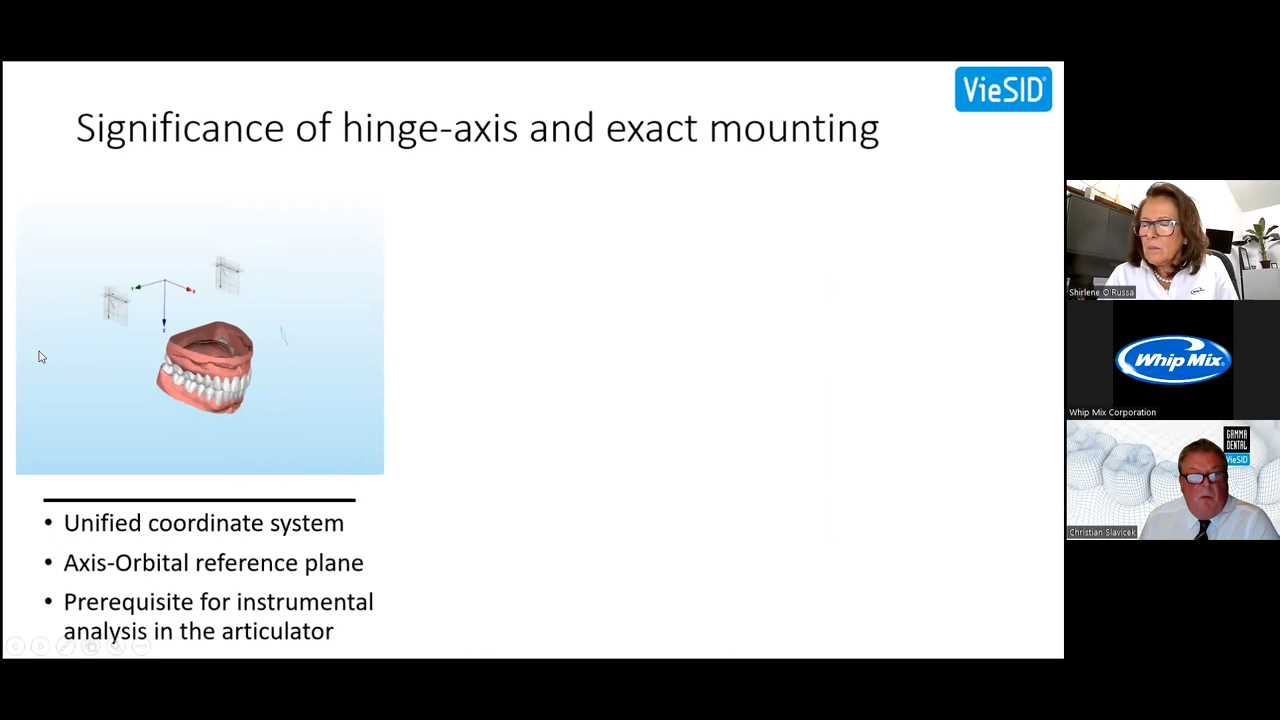 VieSID®
Significance of hinge-axis and exact mounting
Y
X
Z
• Unified coordinate system
• Axis-Orbital reference plane
• Prerequisite for instrumental
analysis in the articulator
Shirlene O'Russa
Whip Mix®
Whip Mix Corporation
GAMMA
DENTAL
VieSID
Christian Slavicek